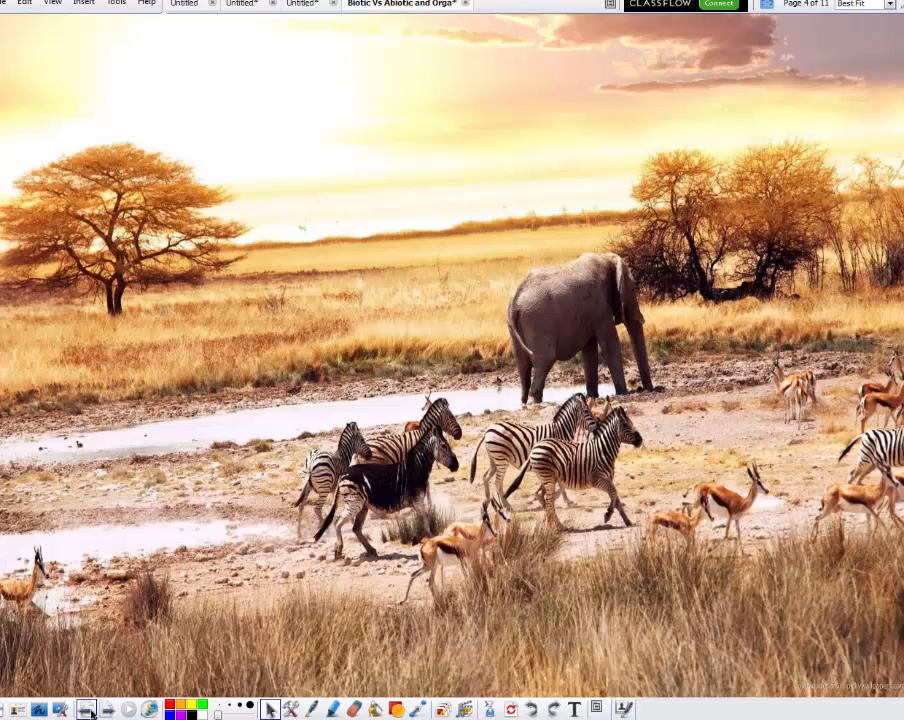 Edit View Insert Tools Help Untitled Untitled* Untitled* Biotic Vs Abiotic and Orga* CLASSFLOW Connect Page 4 of 11 Best Fit
T